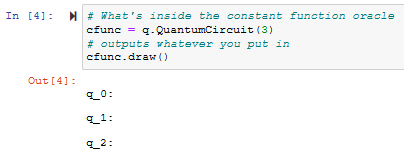 In [4]: # What's inside the constant function oracle
cfunc = q.QuantumCircuit(3)
# outputs whatever you put in
cfunc.draw()
Out[4]:
q_0:
q_1:
q_2: